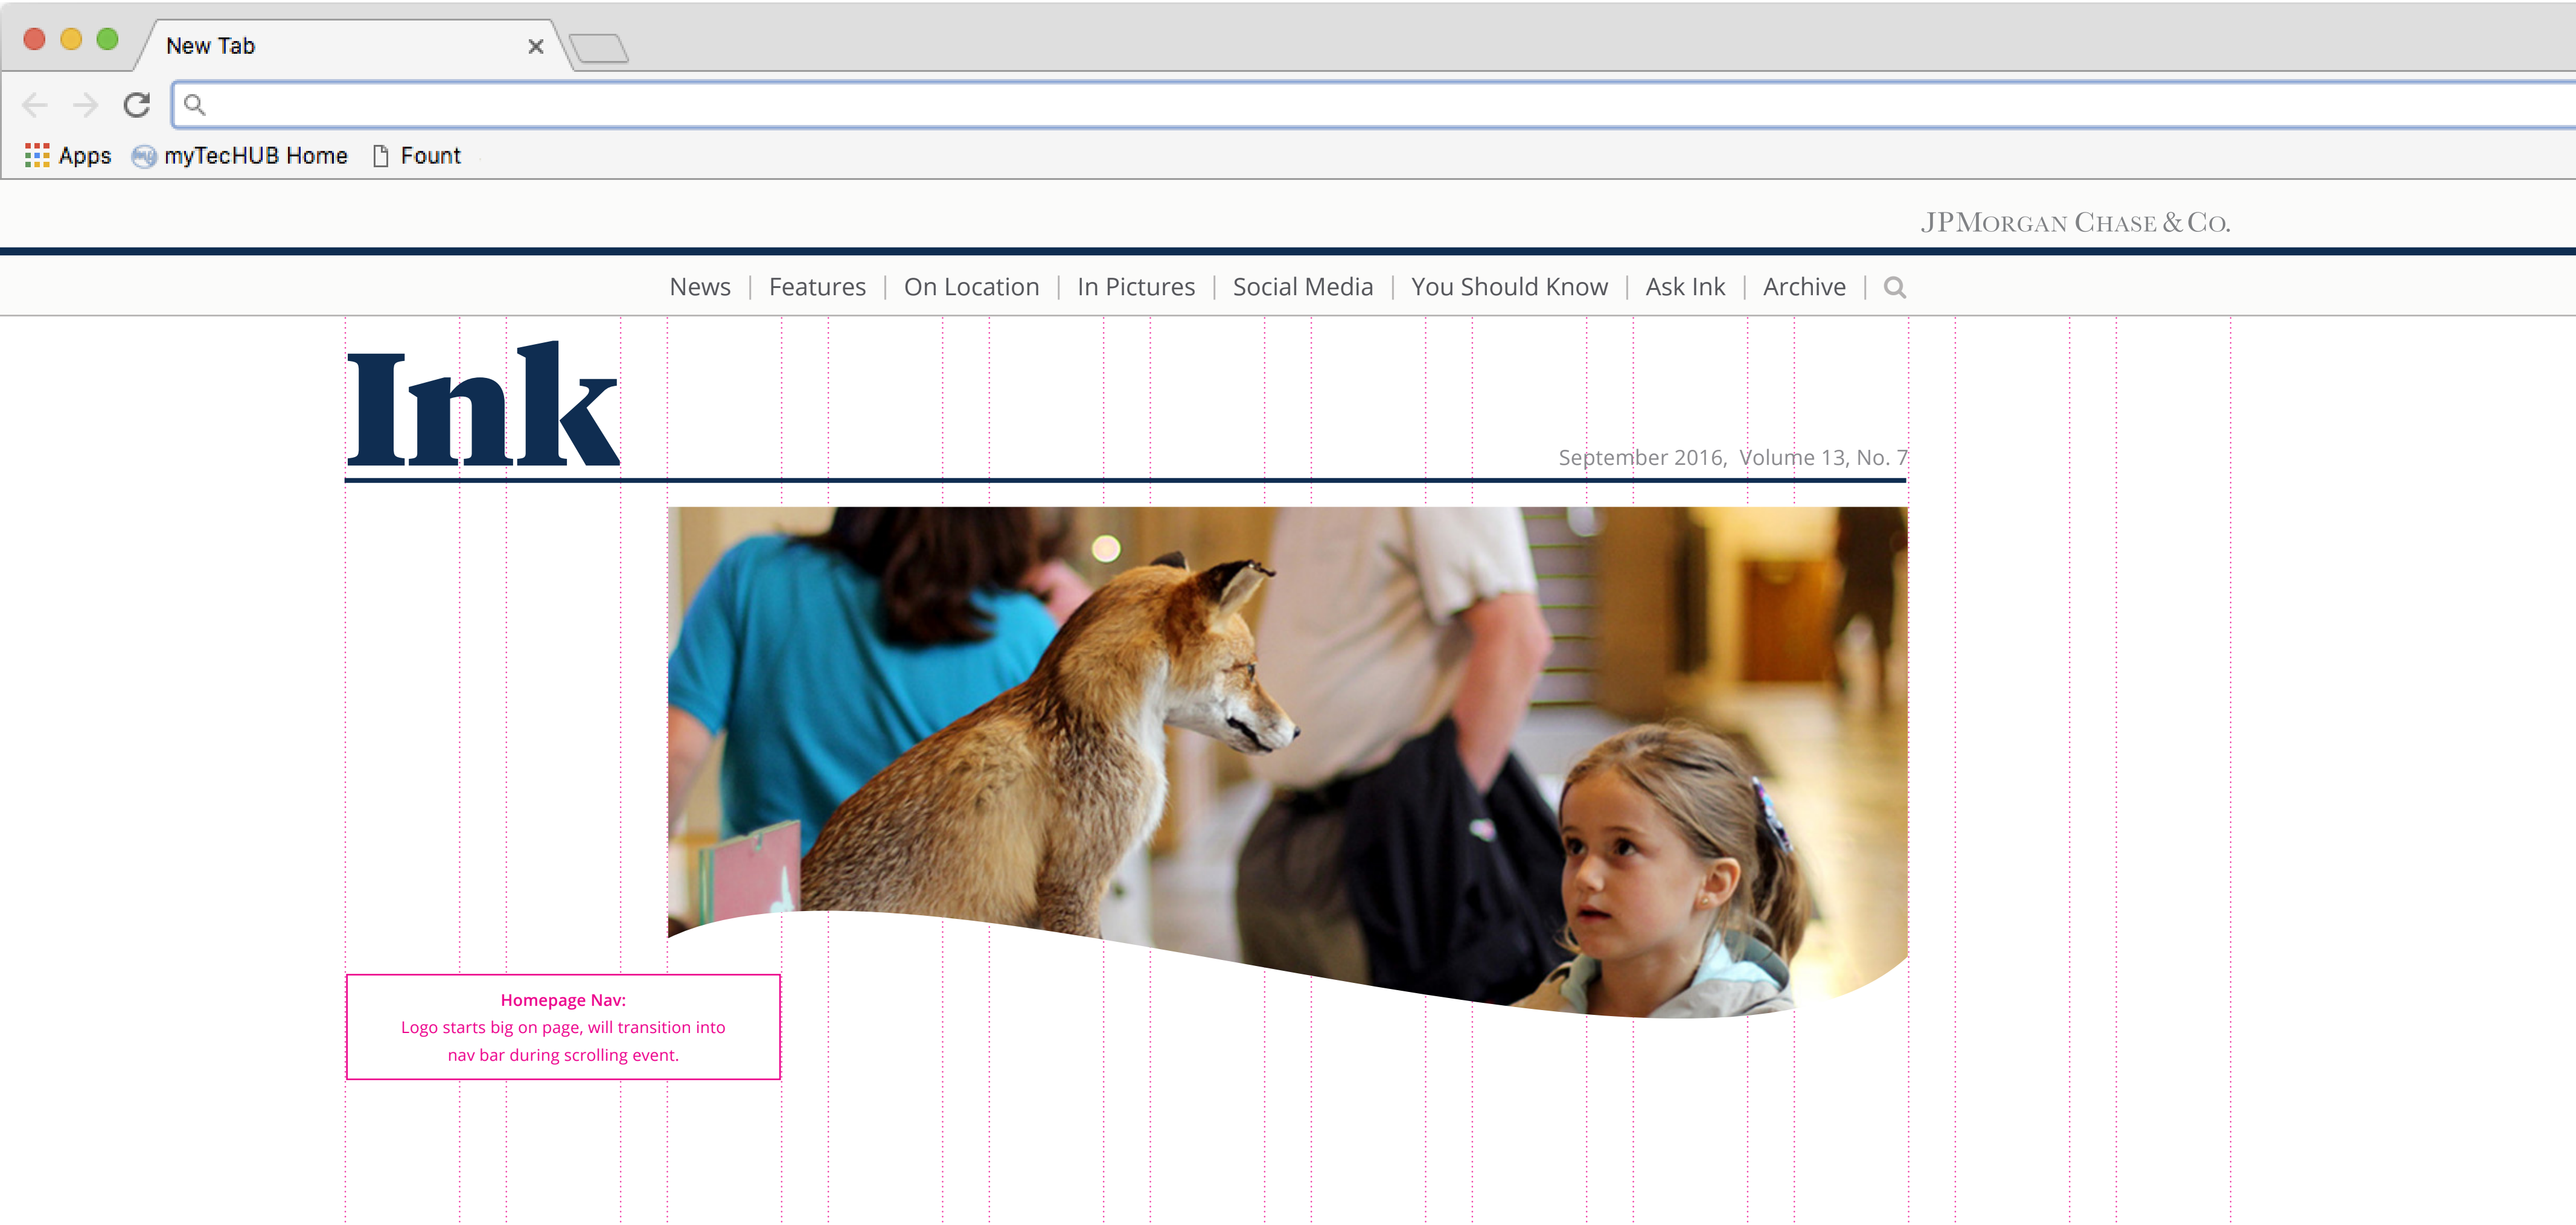 New Tab
Apps myTecHUB Home Fount
JPMORGAN CHASE & CO.
News | Features | On Location | In Pictures | Social Media | You Should Know | Ask Ink | Archive |
Ink
September 2016, Volume 13, No. 7
Homepage Nav:
Logo starts big on page, will transition into
nav bar during scrolling event.